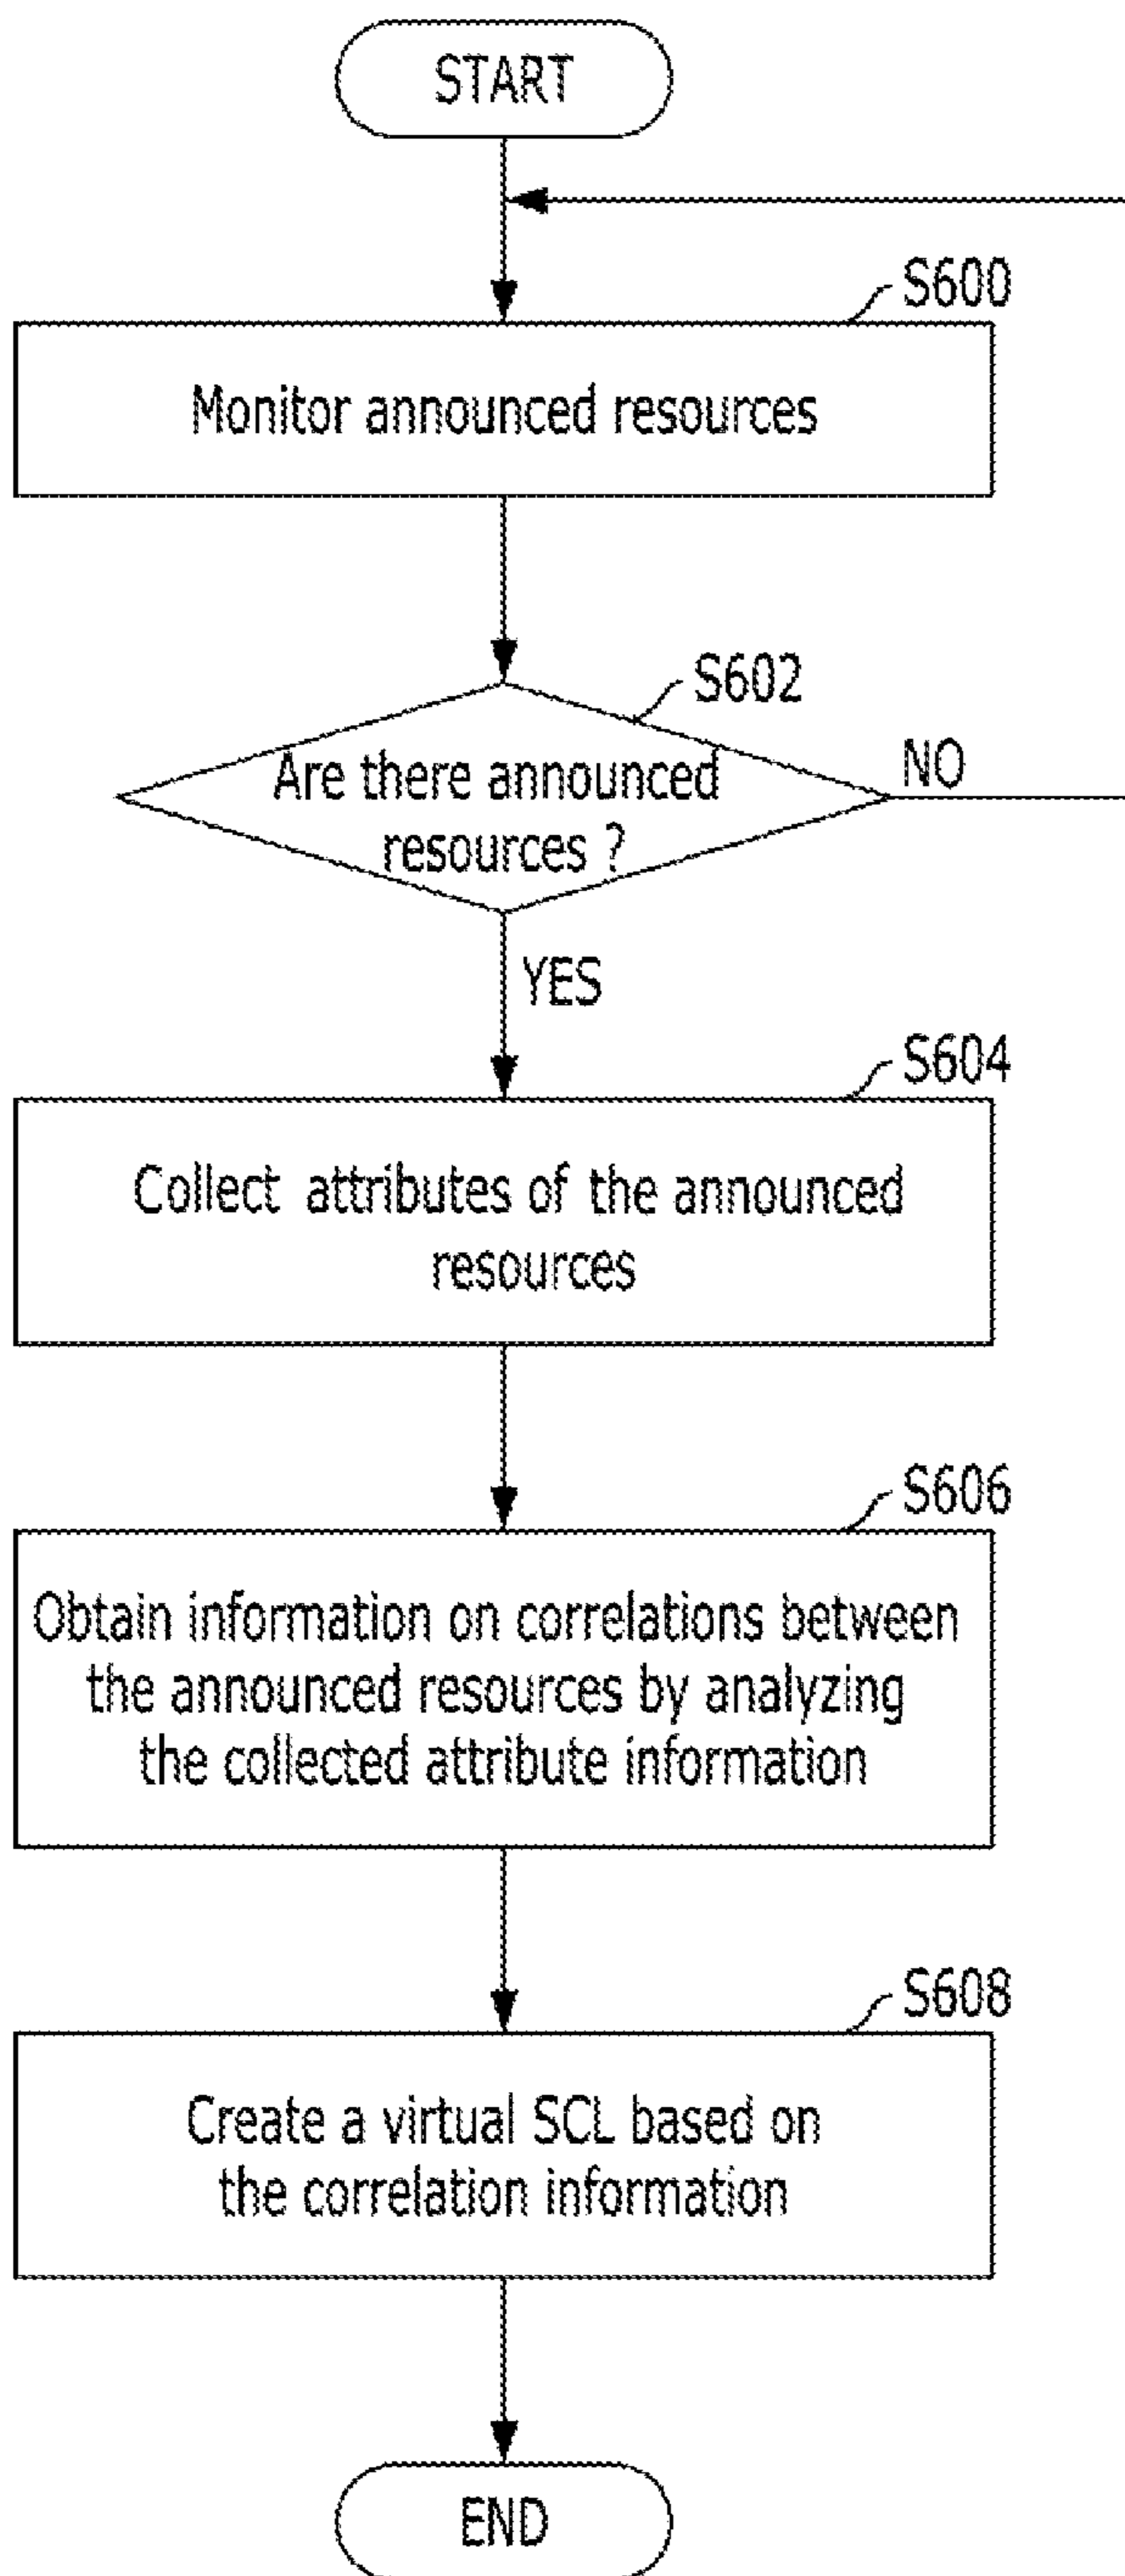 START
S600
Monitor announced resources
S602
Are there announced
resources ?
NO
YES
S604
Collect attributes of the announced
resources
S606
Obtain information on correlations between
the announced resources by analyzing
the collected attribute information
S608
Create a virtual SCL based on
the correlation information
END